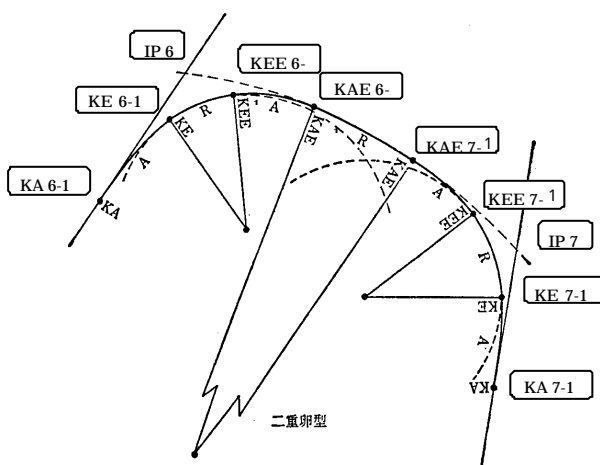 IP 6
KEE 6-
KAE 6-
KE 6-1
KA 6-1
KAE 7-1
KEE 7-1
IP 7
KE 7-1
KA 7-1
KA
A
R
KE
KEE
A
KAE
R
KAE
A
KEE
R
KE
A
KA
二重卵型